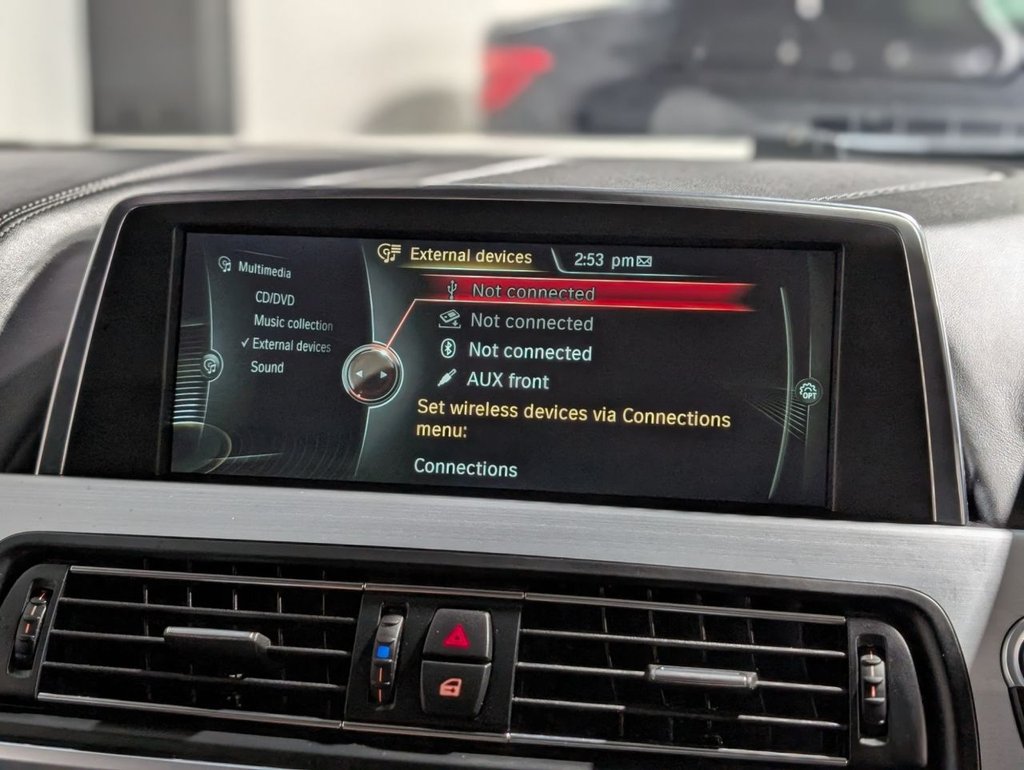 Multimedia
CD/DVD
Music collection
External devices
Sound
External devices
2:53 pm
Not connected
Not connected
Not connected
AUX front
Set wireless devices via Connections
menu:
Connections
OPT